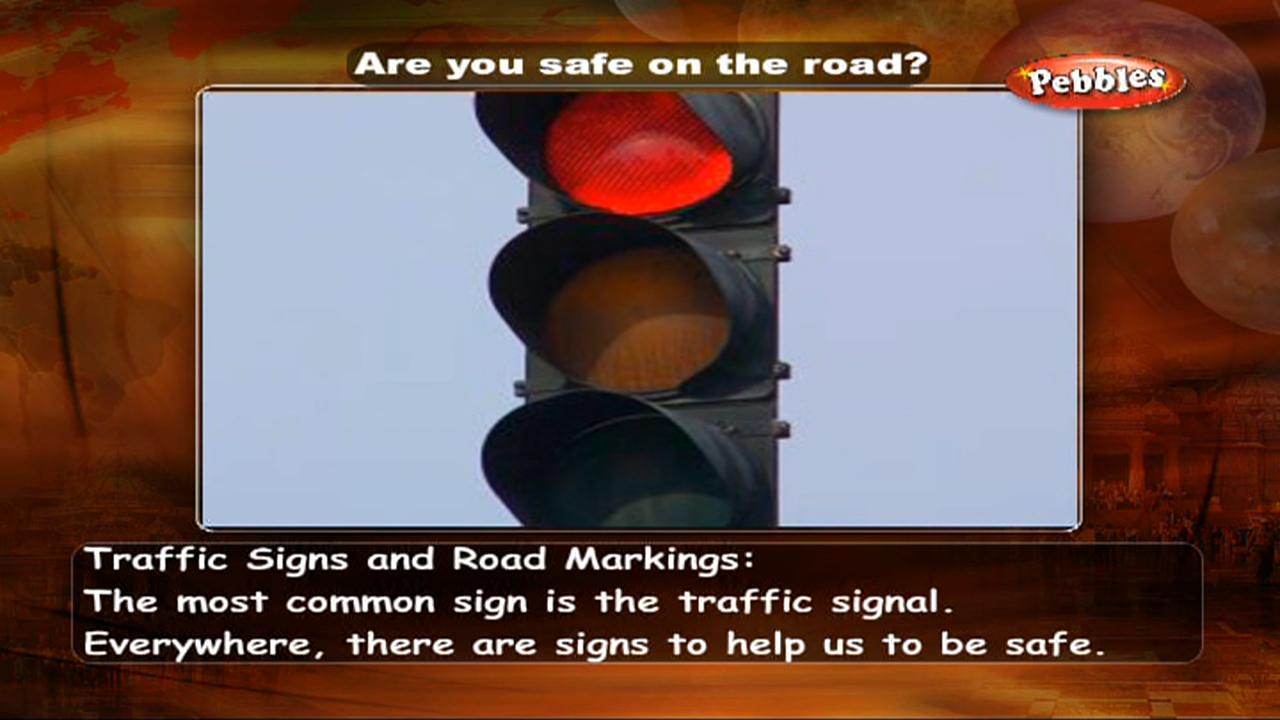 Are you safe on the road?
Pebbles
Traffic Signs and Road Markings:
The most common sign is the traffic signal.
Everywhere, there are signs to help us to be safe.